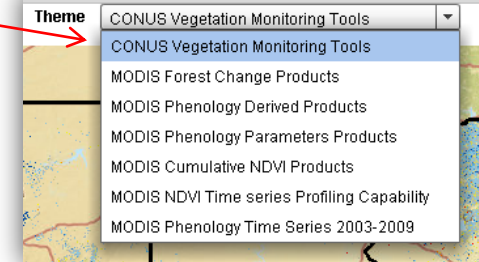 Theme CONUS Vegetation Monitoring Tools
CONUS Vegetation Monitoring Tools
MODIS Forest Change Products
MODIS Phenology Derived Products
MODIS Phenology Parameters Products
MODIS Cumulative NDVI Products
MODIS NDVI Time series Profiling Capability
MODIS Phenology Time Series 2003-2009